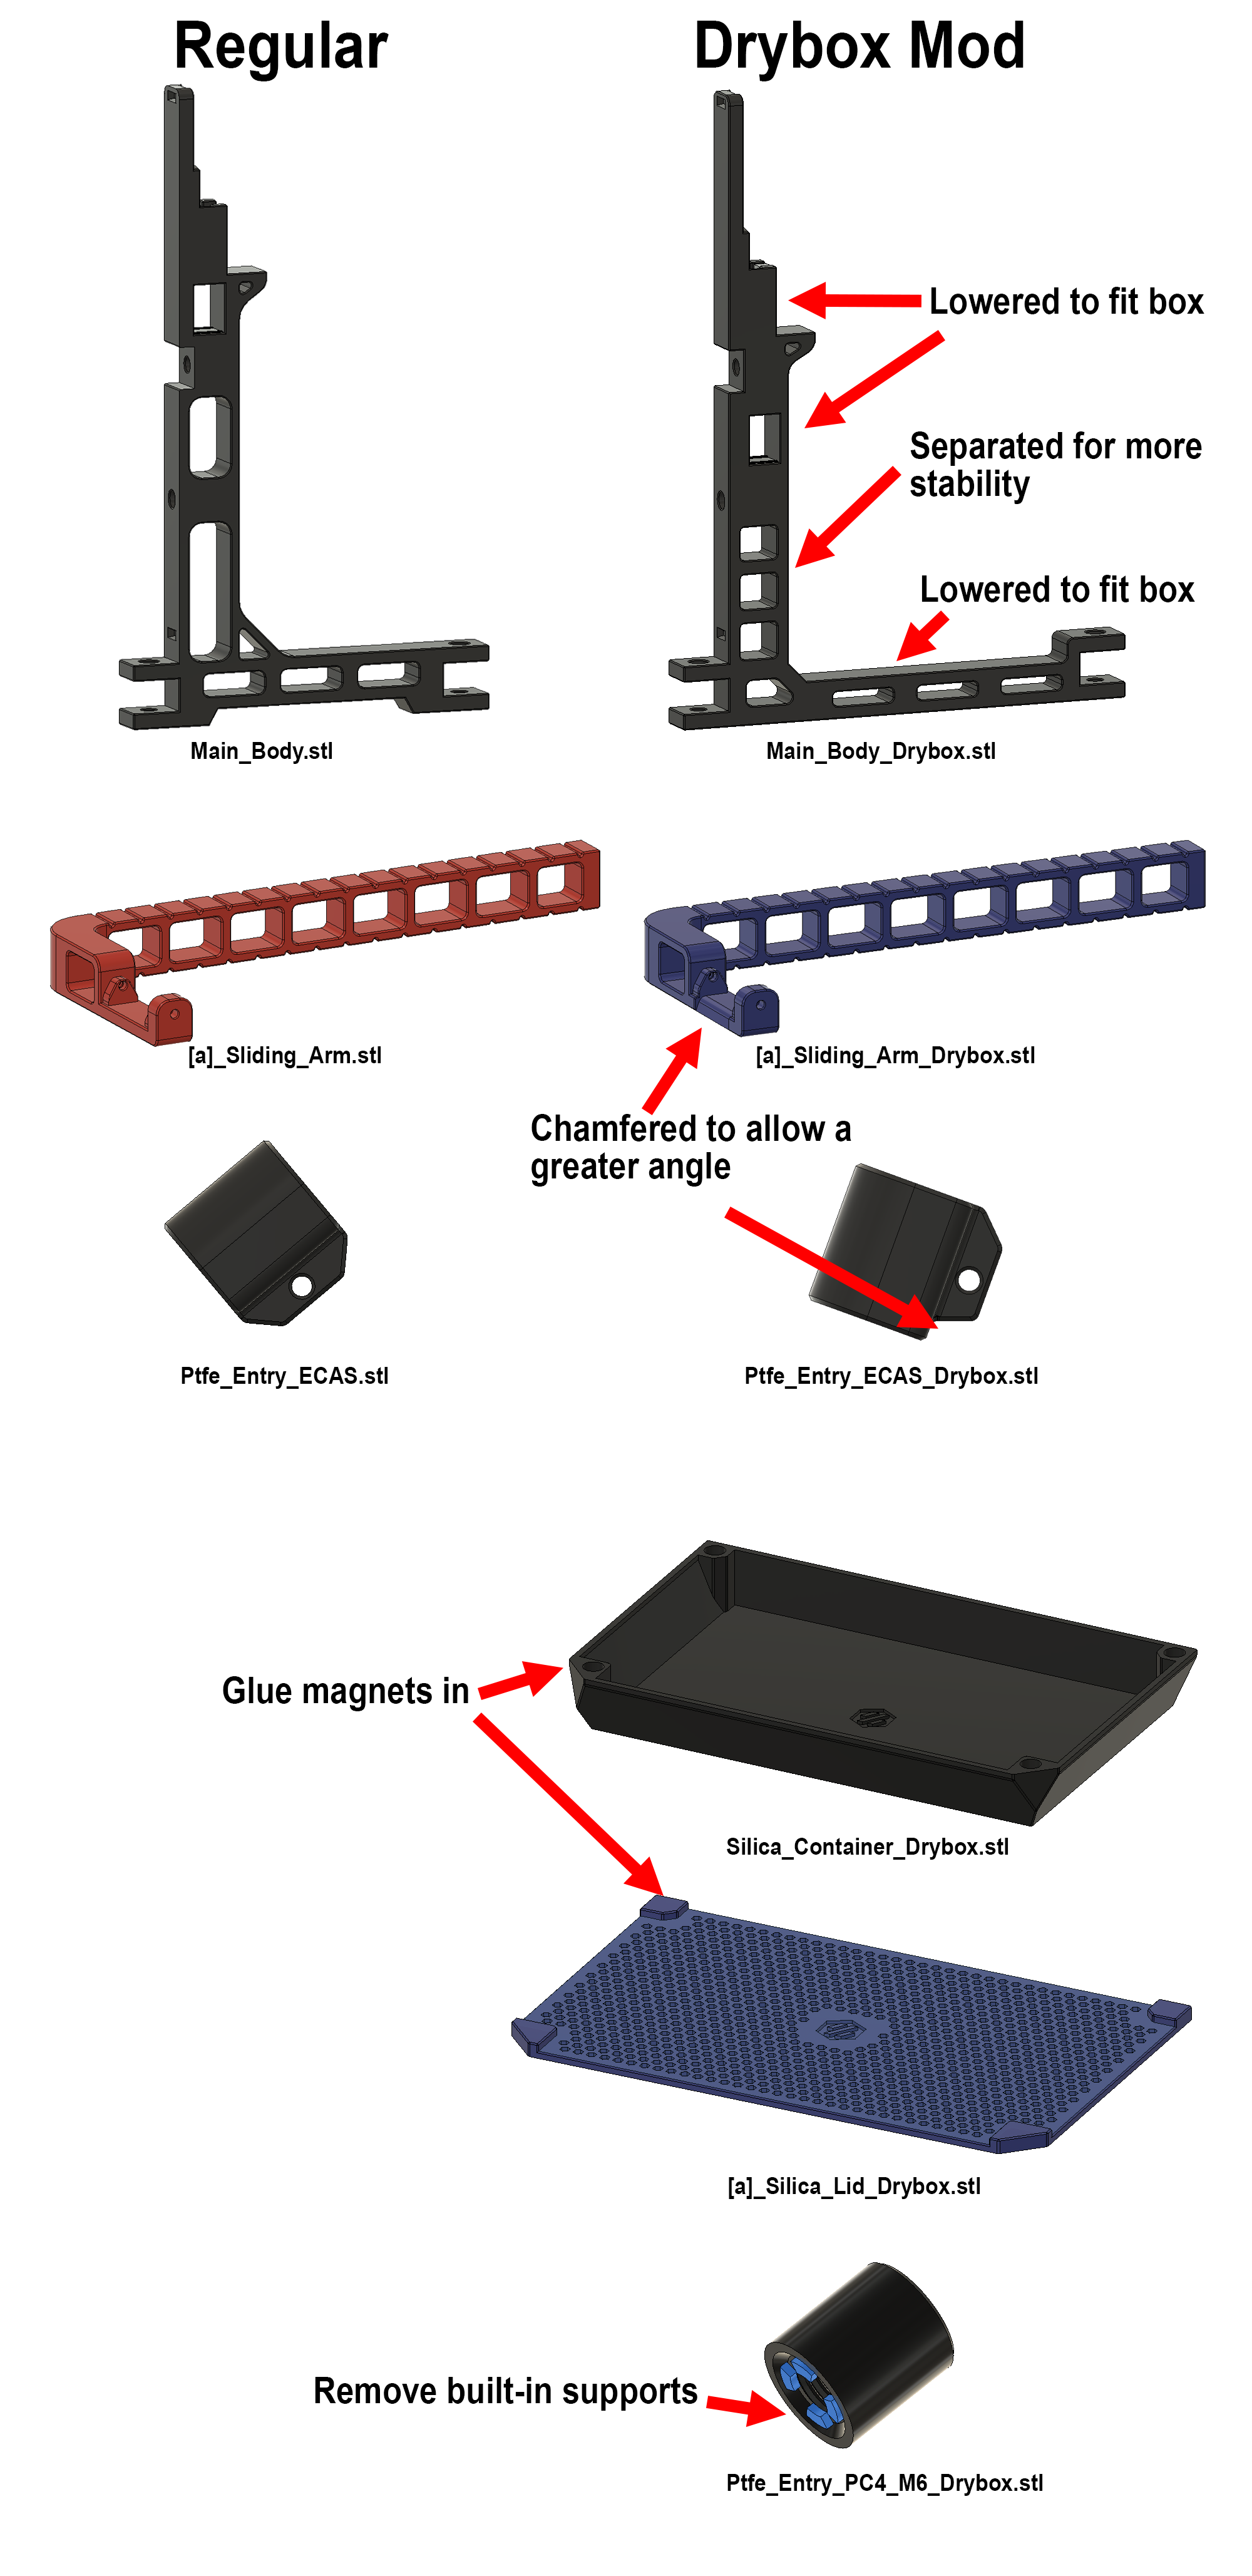 Regular
Drybox Mod
Lowered to fit box
Separated for more
stability
Lowered to fit box
Main_Body.stl
Main_Body_Drybox.stl
[a]_Sliding_Arm.stl
[a]_Sliding_Arm_Drybox.stl
Chamfered to allow a
greater angle
Ptfe_Entry_ECAS.stl
Ptfe_Entry_ECAS_Drybox.stl
Glue magnets in
Silica_Container_Drybox.stl
[a]_Silica_Lid_Drybox.stl
Remove built-in supports
Ptfe_Entry_PC4_M6_Drybox.stl